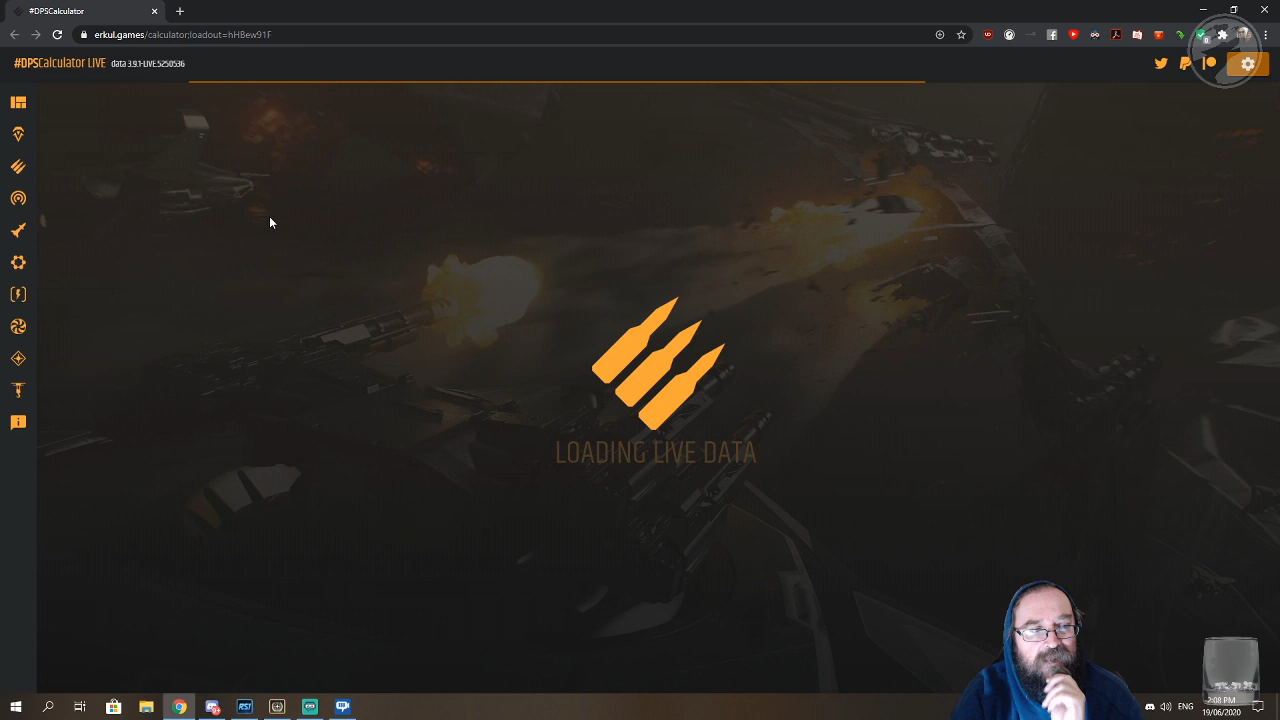 #DPSCalculator
erkul.games/calculator;loadout=hHBew91F
#DPSCalculator LIVE data 3.9.1-LIVE.5250536
LOADING LIVE DATA
RSI
ENG
2:08 PM
19/06/2020